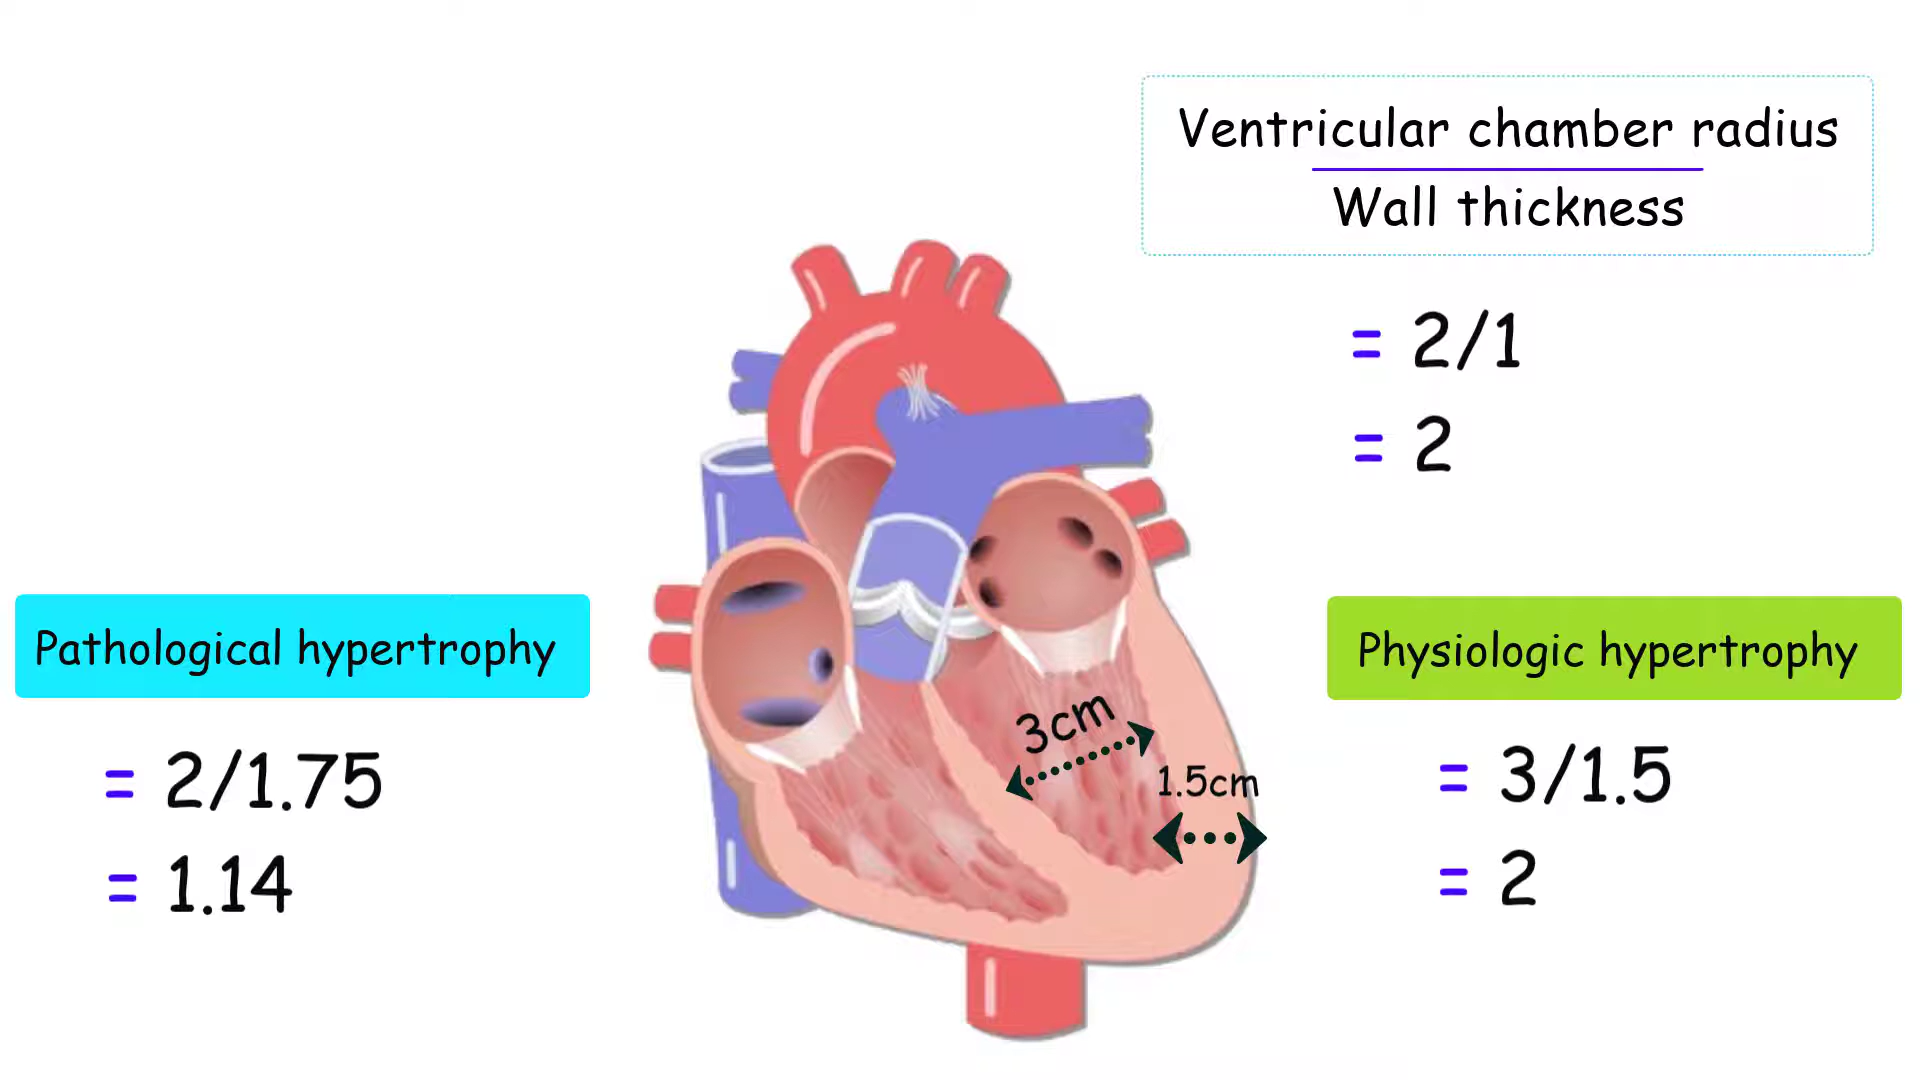 Ventricular chamber radius
Wall thickness
= 2/1
= 2
Pathological hypertrophy
= 2/1.75
= 1.14
3cm
1.5cm
Physiologic hypertrophy
= 3/1.5
= 2